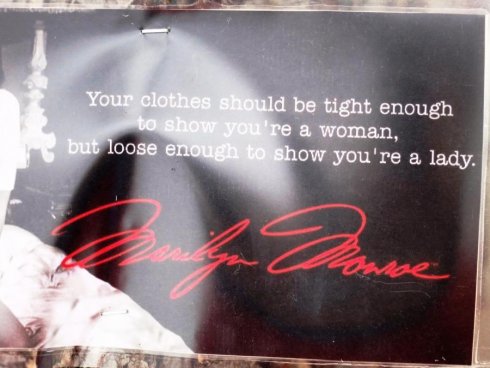 Your clothes should be tight enough
to show you're a woman,
but loose enough to show you're a lady.
Marilyn Monroe